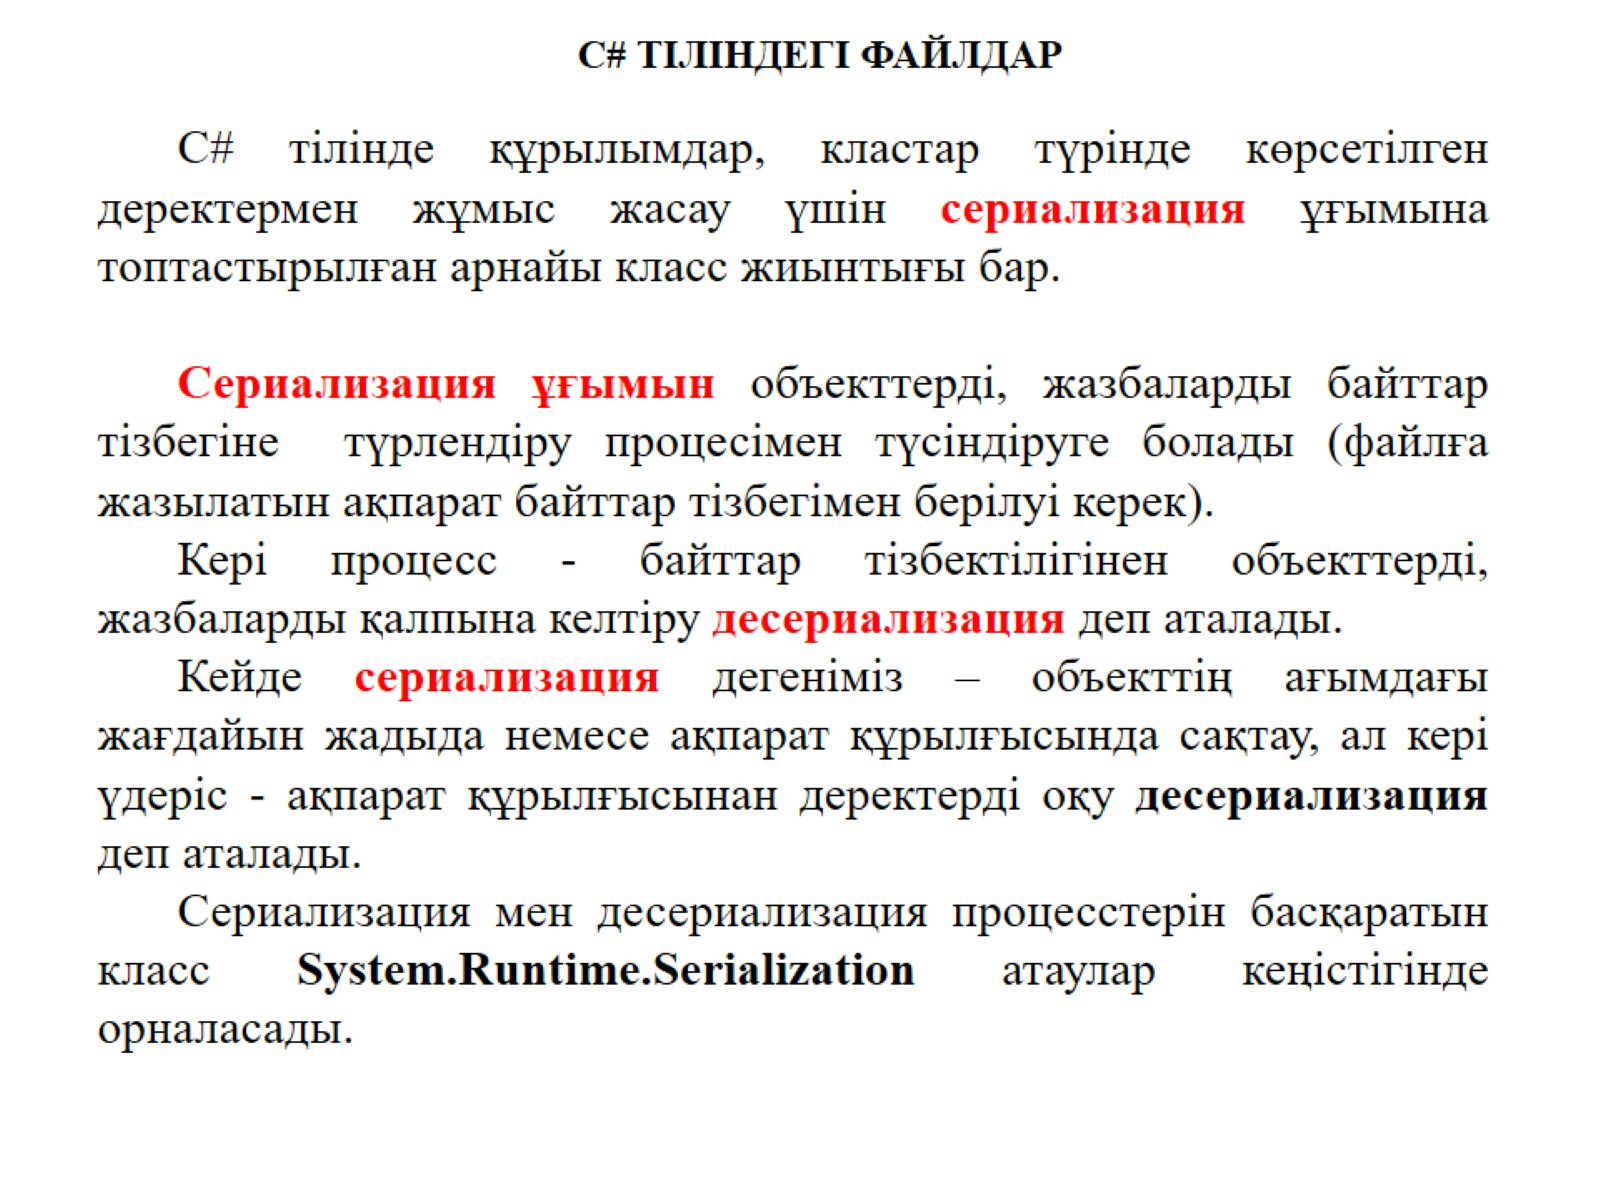 С# ТІЛІНДЕГІ ФАЙЛДАР
С# тілінде құрылымдар, кластар түрінде көрсетілген
деректермен жұмыс жасау үшін сериализация ұғымына
топтастырылған арнайы класс жиынтығы бар.
Сериализация ұғымын объекттерді, жазбаларды байттар
тізбегіне түрлендіру процесімен түсіндіруге болады (файлға
жазылатын ақпарат байттар тізбегімен берілуі керек).
Кері процесс - байттар тізбектілігінен объекттерді,
жазбаларды қалпына келтіру десериализация деп аталады.
Кейде сериализация дегеніміз – объекттің ағымдағы
жағдайын жадыда немесе ақпарат құрылғысында сақтау, ал кері
үдеріс - ақпарат құрылғысынан деректерді оқу десериализация
деп аталады.
Сериализация мен десериализация процесстерін басқаратын
класс System.Runtime.Serialization атаулар кеңістігінде
орналасады.